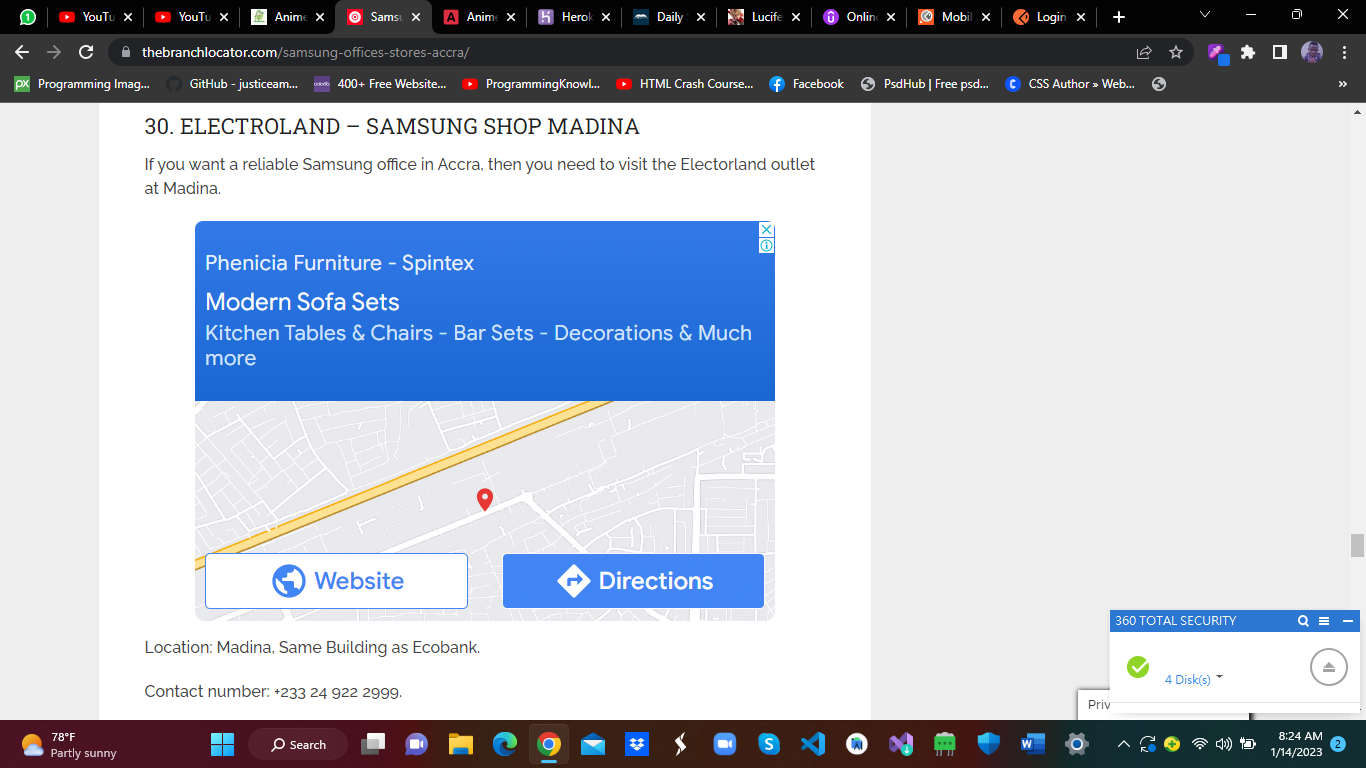 YouTu
YouTu
Anime
Samsu
Anime
Herok
Daily
Lucife
Onlin
Mobil
Login
thebranchlocator.com/samsung-offices-stores-accra/
Programming Imag...
GitHub - justiceam...
400+ Free Website...
ProgrammingKnowl...
HTML Crash Course...
Facebook
PsdHub | Free psd...
CSS Author » Web...
30. ELECTROLAND – SAMSUNG SHOP MADINA
If you want a reliable Samsung office in Accra, then you need to visit the Electorland outlet
at Madina.
Phenicia Furniture - Spintex
Modern Sofa Sets
Kitchen Tables & Chairs - Bar Sets - Decorations & Much
more
Website
Directions
Location: Madina, Same Building as Ecobank.
Contact number: +233 24 922 2999.
360 TOTAL SECURITY
4 Disk(s)
Priv
78°F
Partly sunny
Search
8:24 AM
1/14/2023
2